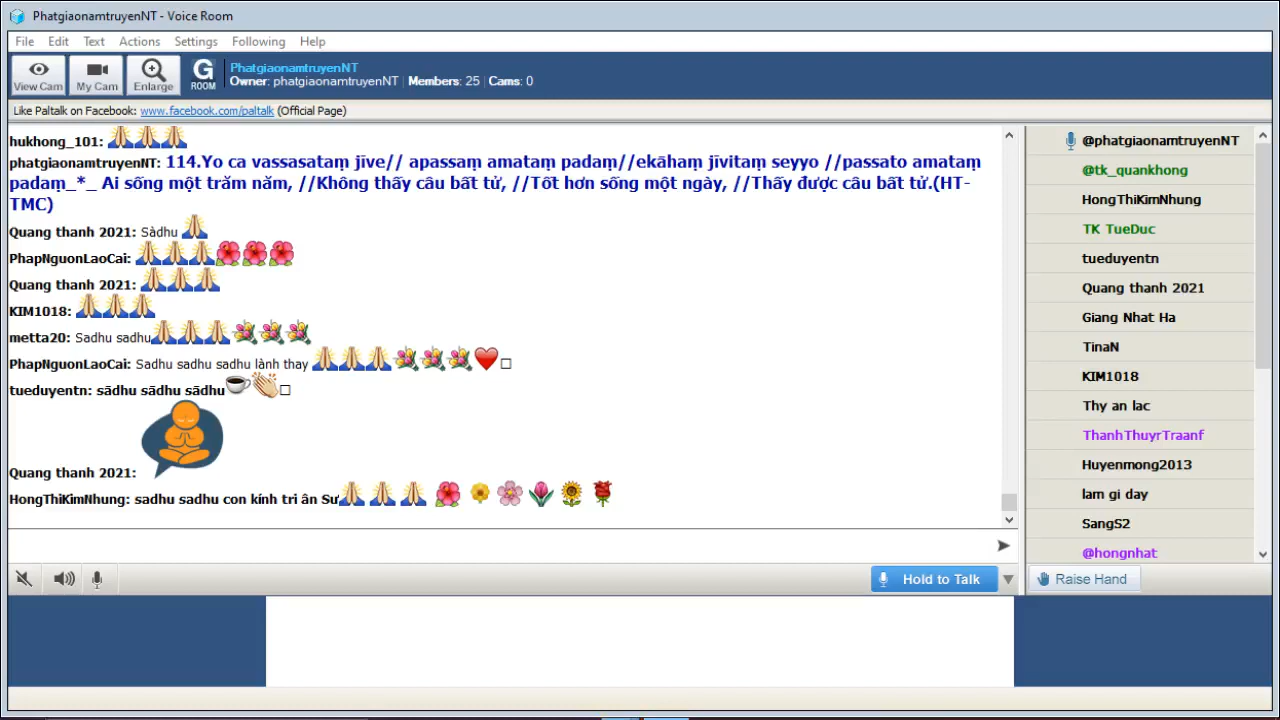 PhatgiaonamtruyenNT - Voice Room
File Edit Text Actions Settings Following Help
View Cam My Cam Enlarge G ROOM
PhatgiaonamtruyenNT
Owner: phatgiaonamtruyenNT | Members: 25 | Cams: 0
Like Paltalk on Facebook: www.facebook.com/paltalk (Official Page)
hukhong_101: 🙏🙏🙏
phatgiaonamtruyenNT: 114.Yo ca vassasataṃ jīve// apassaṃ amataṃ padaṃ//ekāhaṃ jīvitaṃ seyyo //passato amataṃ
padaṃ_*_ Ai sống một trăm năm, //Không thấy câu bất tử, //Tốt hơn sống một ngày, //Thấy được câu bất tử.(HT-
TMC)
Quang thanh 2021: Sàdhu 🙏
PhapNguonLaoCai: 🙏🙏🙏🌺🌺🌺
Quang thanh 2021: 🙏🙏🙏
KIM1018: 🙏🙏🙏
metta20: Sadhu sadhu🙏🙏🙏💐💐💐
PhapNguonLaoCai: Sadhu sadhu sadhu lành thay 🙏🙏🙏💐💐💐❤□
tueduyentn: sādhu sādhu sādhu☕👏□
Quang thanh 2021:
HongThiKimNhung: sadhu sadhu con kính tri ân Sư🙏🙏🙏 🌺 🌼 🌸 🌷 🌻 🌹
Hold to Talk
@phatgiaonamtruyenNT
@tk_quankhong
HongThiKimNhung
TK TueDuc
tueduyentn
Quang thanh 2021
Giang Nhat Ha
TinaN
KIM1018
Thy an lac
ThanhThuyrTraanf
Huyenmong2013
lam gi day
SangS2
@hongnhat
Raise Hand